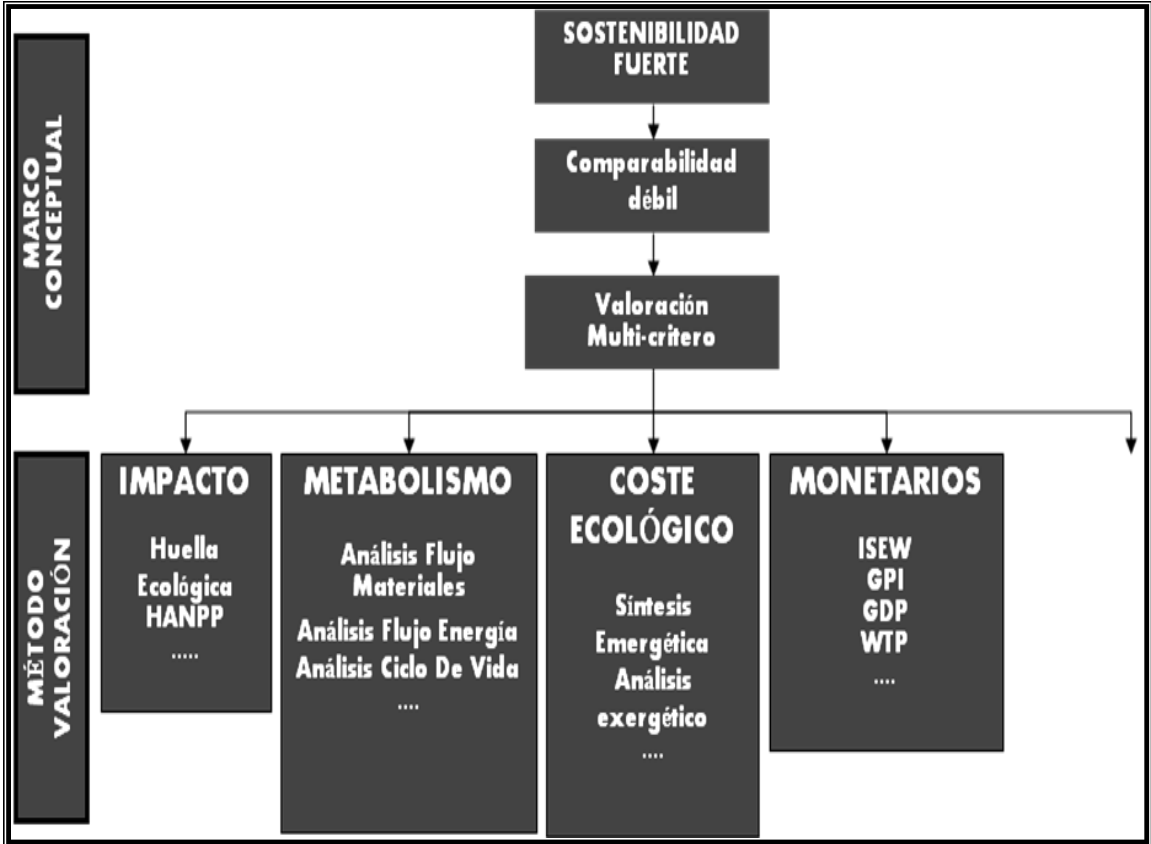 MARCO
CONCEPTUAL
SOSTENIBILIDAD
FUERTE
Comparabilidad
débil
Valoración
Multi-critero
MÉTODO
VALORACIÓN
IMPACTO
Huella
Ecológica
HANPP
.....
METABOLISMO
Análisis Flujo
Materiales
Análisis Flujo Energía
Análisis Ciclo De Vida
....
COSTE
ECOLÓGICO
Síntesis
Emergética
Análisis
exergético
....
MONETARIOS
ISEW
GPI
GDP
WTP
....